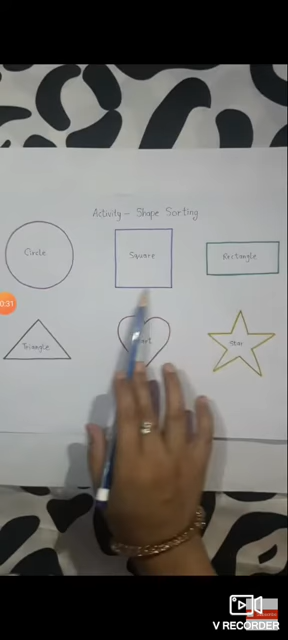 Activity - Shape Sorting
Circle
Square
Rectangle
0:31
Triangle
Star
V RECORDER